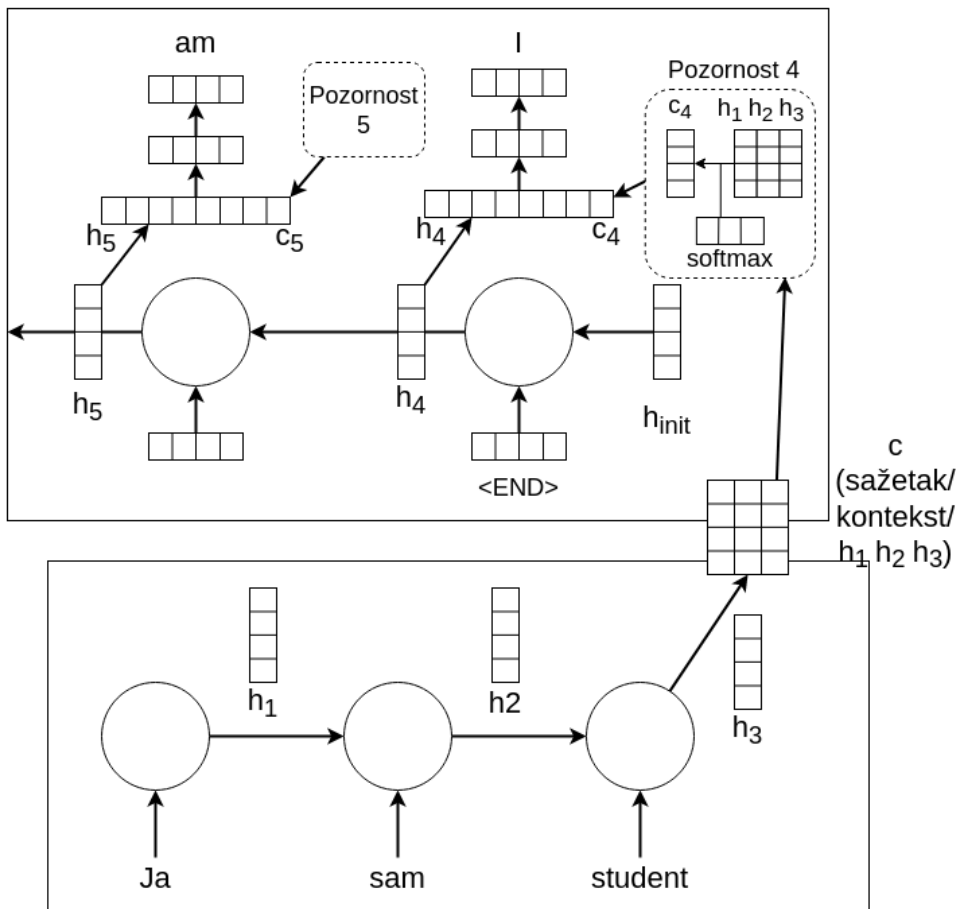 am
I
Pozornost 4
Pozornost
5
c4
h1 h2 h3
softmax
h5
c5
h4
c4
h5
h4
hinit
<END>
c
(sažetak/
kontekst/
h1 h2 h3)
h1
h2
h3
Ja
sam
student